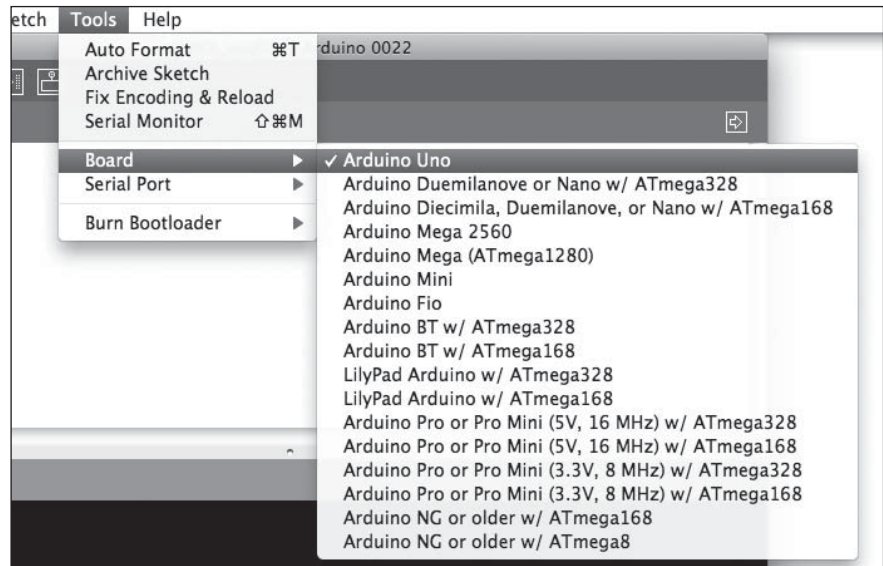 etch Tools Help
Auto Format ⌘T
rduino 0022
Archive Sketch
Fix Encoding & Reload
Serial Monitor ⇧⌘M
Board
Serial Port
Burn Bootloader
✓ Arduino Uno
Arduino Duemilanove or Nano w/ ATmega328
Arduino Diecimila, Duemilanove, or Nano w/ ATmega168
Arduino Mega 2560
Arduino Mega (ATmega1280)
Arduino Mini
Arduino Fio
Arduino BT w/ ATmega328
Arduino BT w/ ATmega168
LilyPad Arduino w/ ATmega328
LilyPad Arduino w/ ATmega168
Arduino Pro or Pro Mini (5V, 16 MHz) w/ ATmega328
Arduino Pro or Pro Mini (5V, 16 MHz) w/ ATmega168
Arduino Pro or Pro Mini (3.3V, 8 MHz) w/ ATmega328
Arduino Pro or Pro Mini (3.3V, 8 MHz) w/ ATmega168
Arduino NG or older w/ ATmega168
Arduino NG or older w/ ATmega8